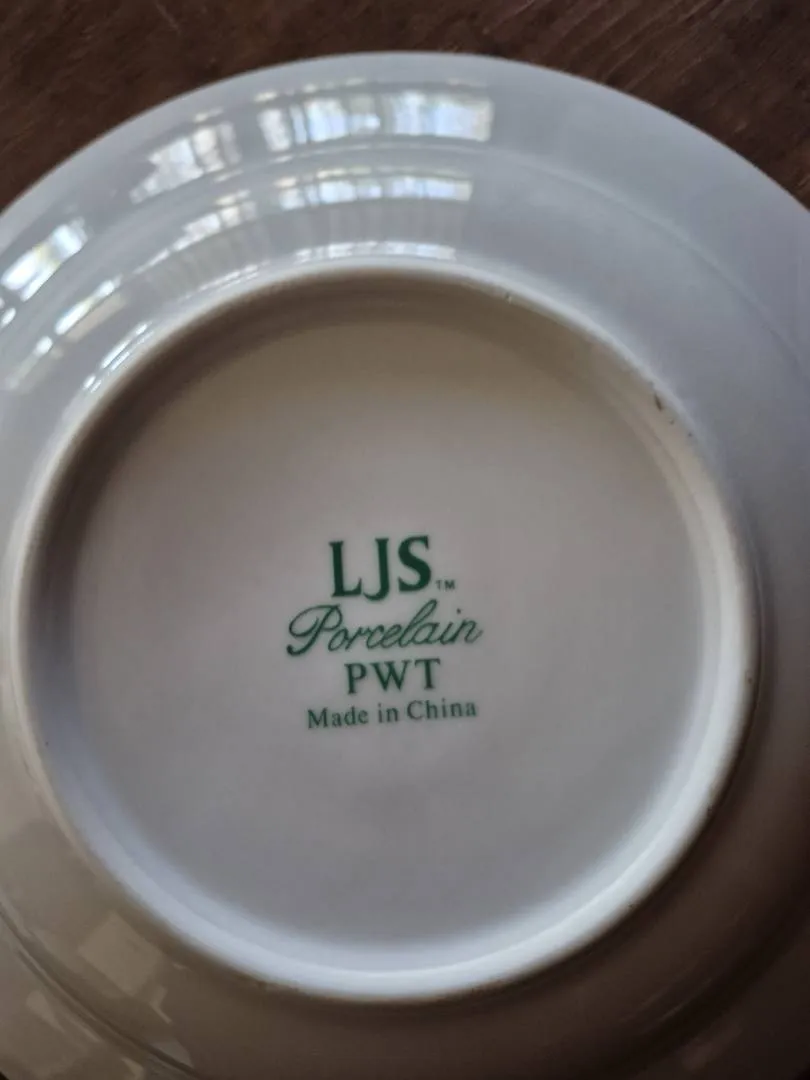 LJS™
Porcelain
PWT
Made in China